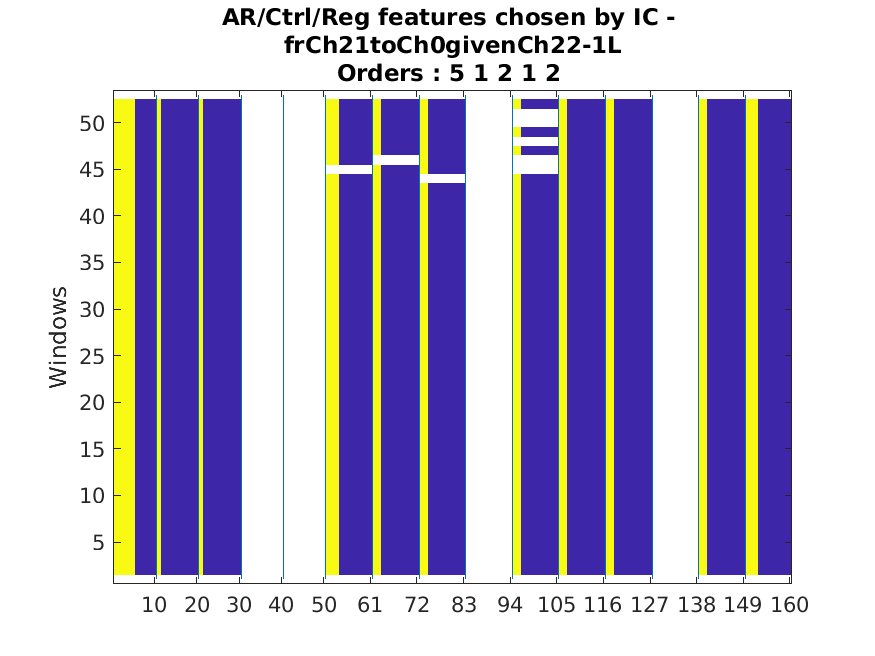 AR/Ctrl/Reg features chosen by IC -
frCh21toCh0givenCh22-1L
Orders : 5 1 2 1 2
Windows
50
45
40
35
30
25
20
15
10
5
10 20 30 40 50 61 72 83 94 105 116 127 138 149 160